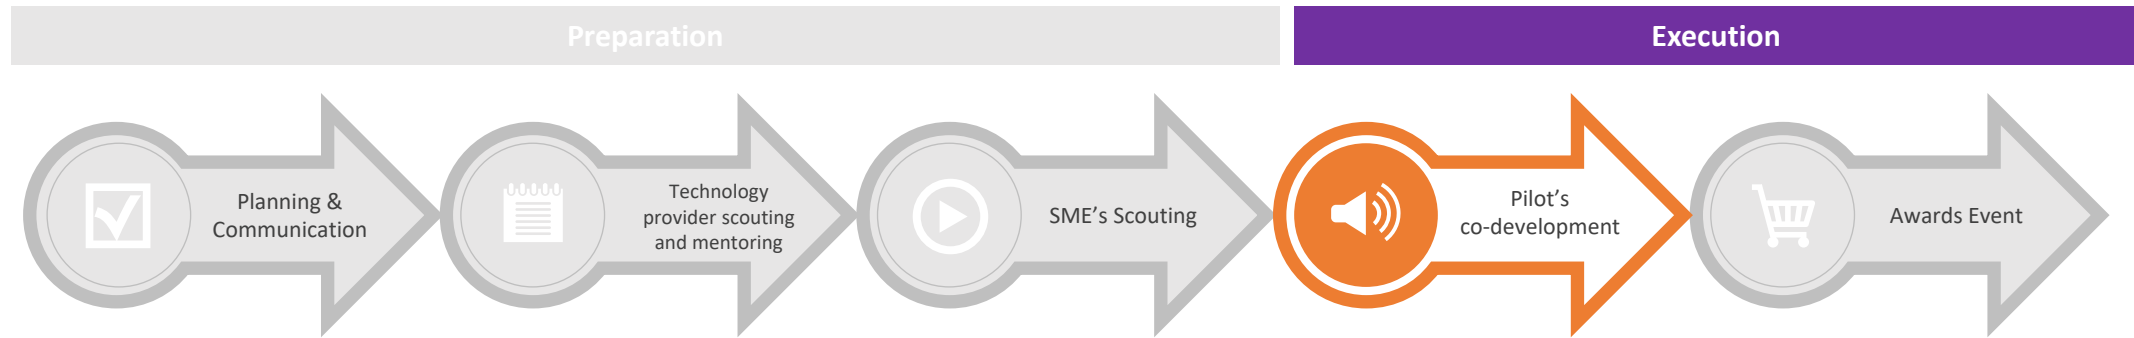 Preparation
Execution
Planning &
Communication
Technology
provider scouting
and mentoring
SME’s Scouting
Pilot’s
co-development
Awards Event